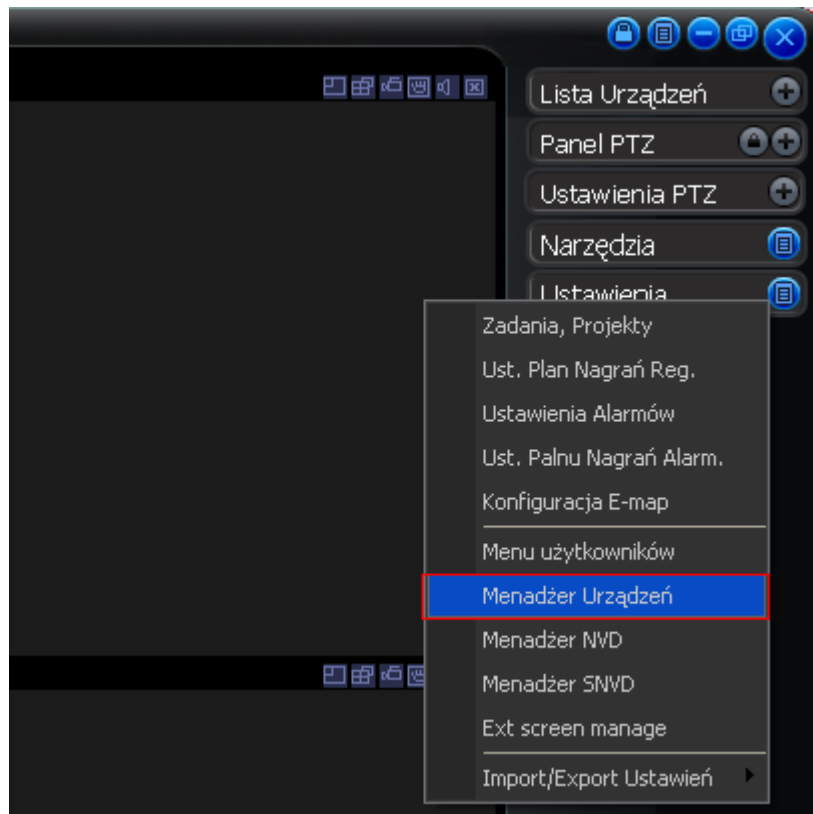 Lista Urządzeń
Panel PTZ
Ustawienia PTZ
Narzędzia
Ustawienia
Zadania, Projekty
Ust. Plan Nagrań Reg.
Ustawienia Alarmów
Ust. Palnu Nagrań Alarm.
Konfiguracja E-map
Menu użytkowników
Menadżer Urządzeń
Menadżer NVD
Menadżer SNVD
Ext screen manage
Import/Export Ustawień